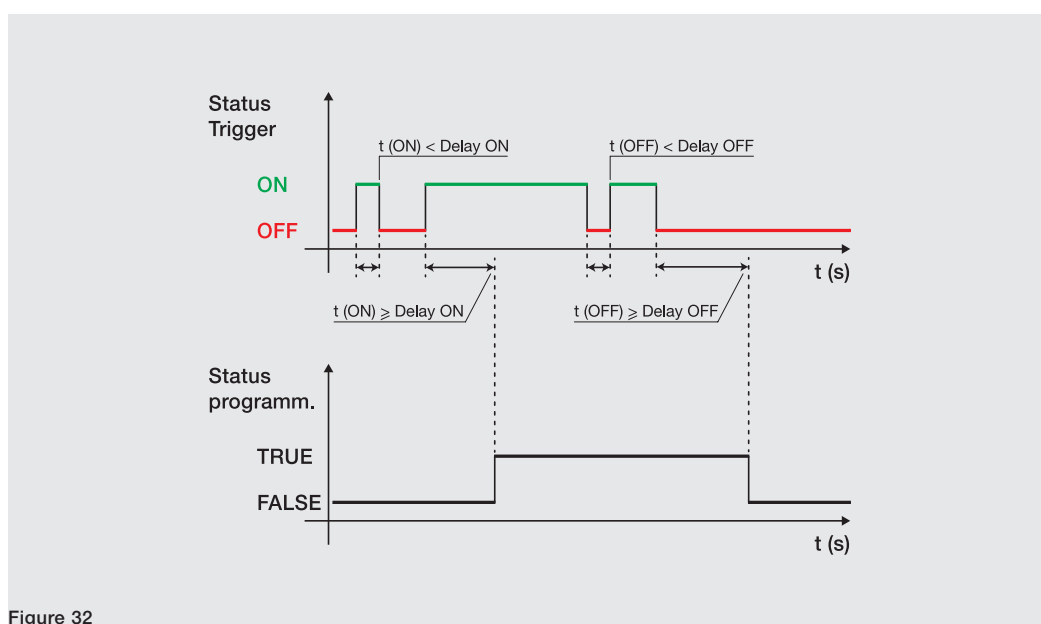 Status
Trigger
t (ON) < Delay ON
t (OFF) < Delay OFF
ON
OFF
t (s)
t (ON) ⩾ Delay ON
t (OFF) ⩾ Delay OFF
Status
programm.
TRUE
FALSE
t (s)
Figure 32